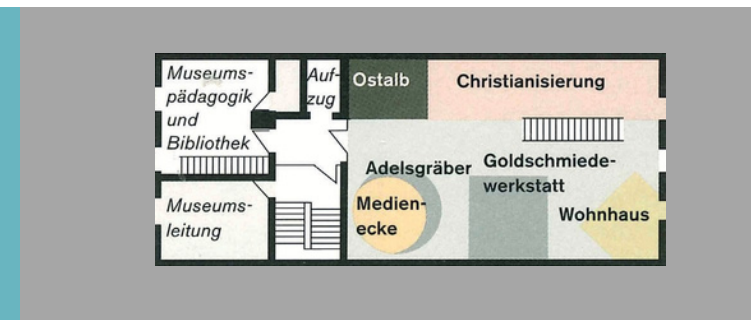 Museums-
pädagogik
und
Bibliothek
Auf-
zug
Ostalb
Christianisierung
Adelsgräber
Goldschmiede-
werkstatt
Medien-
ecke
Wohnhaus
Museums-
leitung